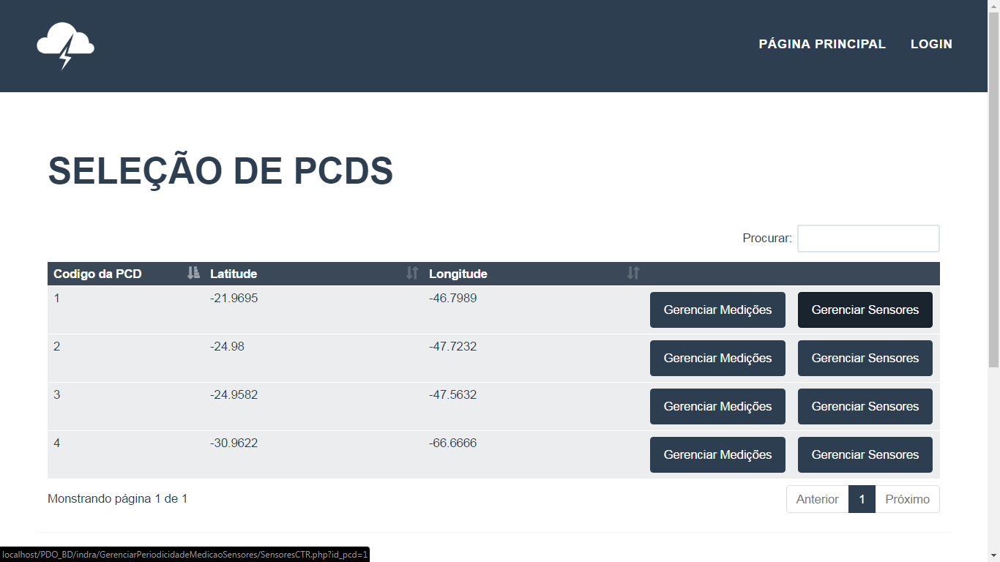 PÁGINA PRINCIPAL LOGIN
SELEÇÃO DE PCDS
Procurar:
Codigo da PCD Latitude Longitude
1 -21.9695 -46.7989 Gerenciar Medições Gerenciar Sensores
2 -24.98 -47.7232 Gerenciar Medições Gerenciar Sensores
3 -24.9582 -47.5632 Gerenciar Medições Gerenciar Sensores
4 -30.9622 -66.6666 Gerenciar Medições Gerenciar Sensores
Monstrando página 1 de 1 Anterior 1 Próximo
localhost/PDO_BD/indra/GerenciarPeriodicidadeMedicaoSensores/SensoresCTR.php?id_pcd=1